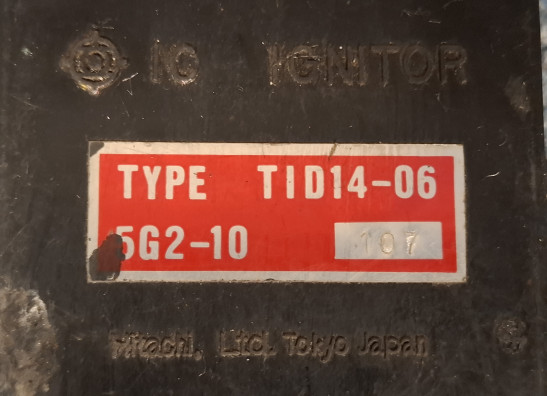 IC IGNITOR
TYPE TID14-06
5G2-10 107
Hitachi, Ltd. Tokyo Japan